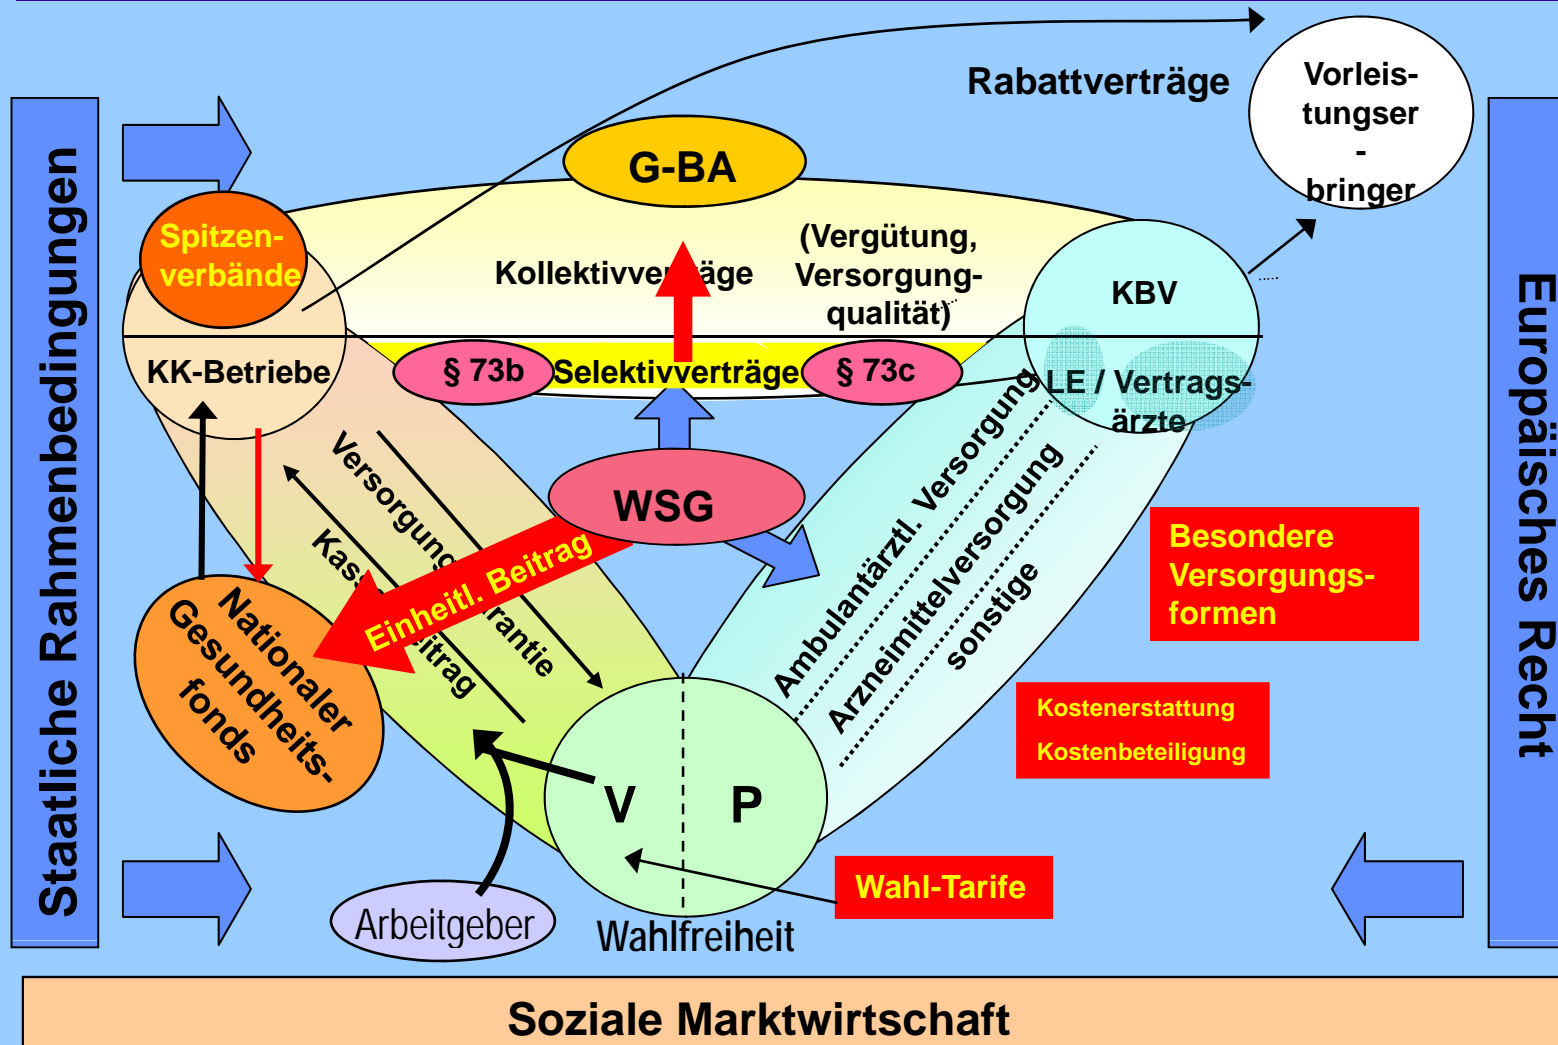 Rabattverträge
Vorleis-
tungser
-
bringer
Staatliche Rahmenbedingungen
Europäisches Recht
G-BA
Spitzen-
verbände
Kollektivverträge
(Vergütung,
Versorgung-
qualität)
KBV
KK-Betriebe
§ 73b
Selektivverträge
§ 73c
LE / Vertrags-
ärzte
WSG
Versorgungsgarantie
Kassenbeitrag
Einheitl. Beitrag
Ambulantärztl. Versorgung
Arzneimittelversorgung
sonstige
Besondere
Versorgungs-
formen
Nationaler
Gesundheits-
fonds
Kostenerstattung
Kostenbeteiligung
V
P
Wahl-Tarife
Arbeitgeber
Wahlfreiheit
Soziale Marktwirtschaft